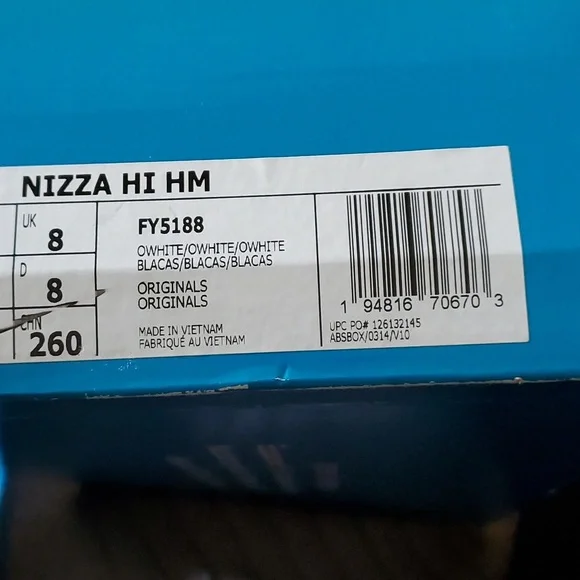 NIZZA HI HM
UK
8
D
8
CHN
260
FY5188
OWHITE/OWHITE/OWHITE
BLACAS/BLACAS/BLACAS
ORIGINALS
ORIGINALS
MADE IN VIETNAM
FABRIQUÉ AU VIETNAM
1 94816 70670 3
UPC PO# 126132145
ABSBOX/0314/V10